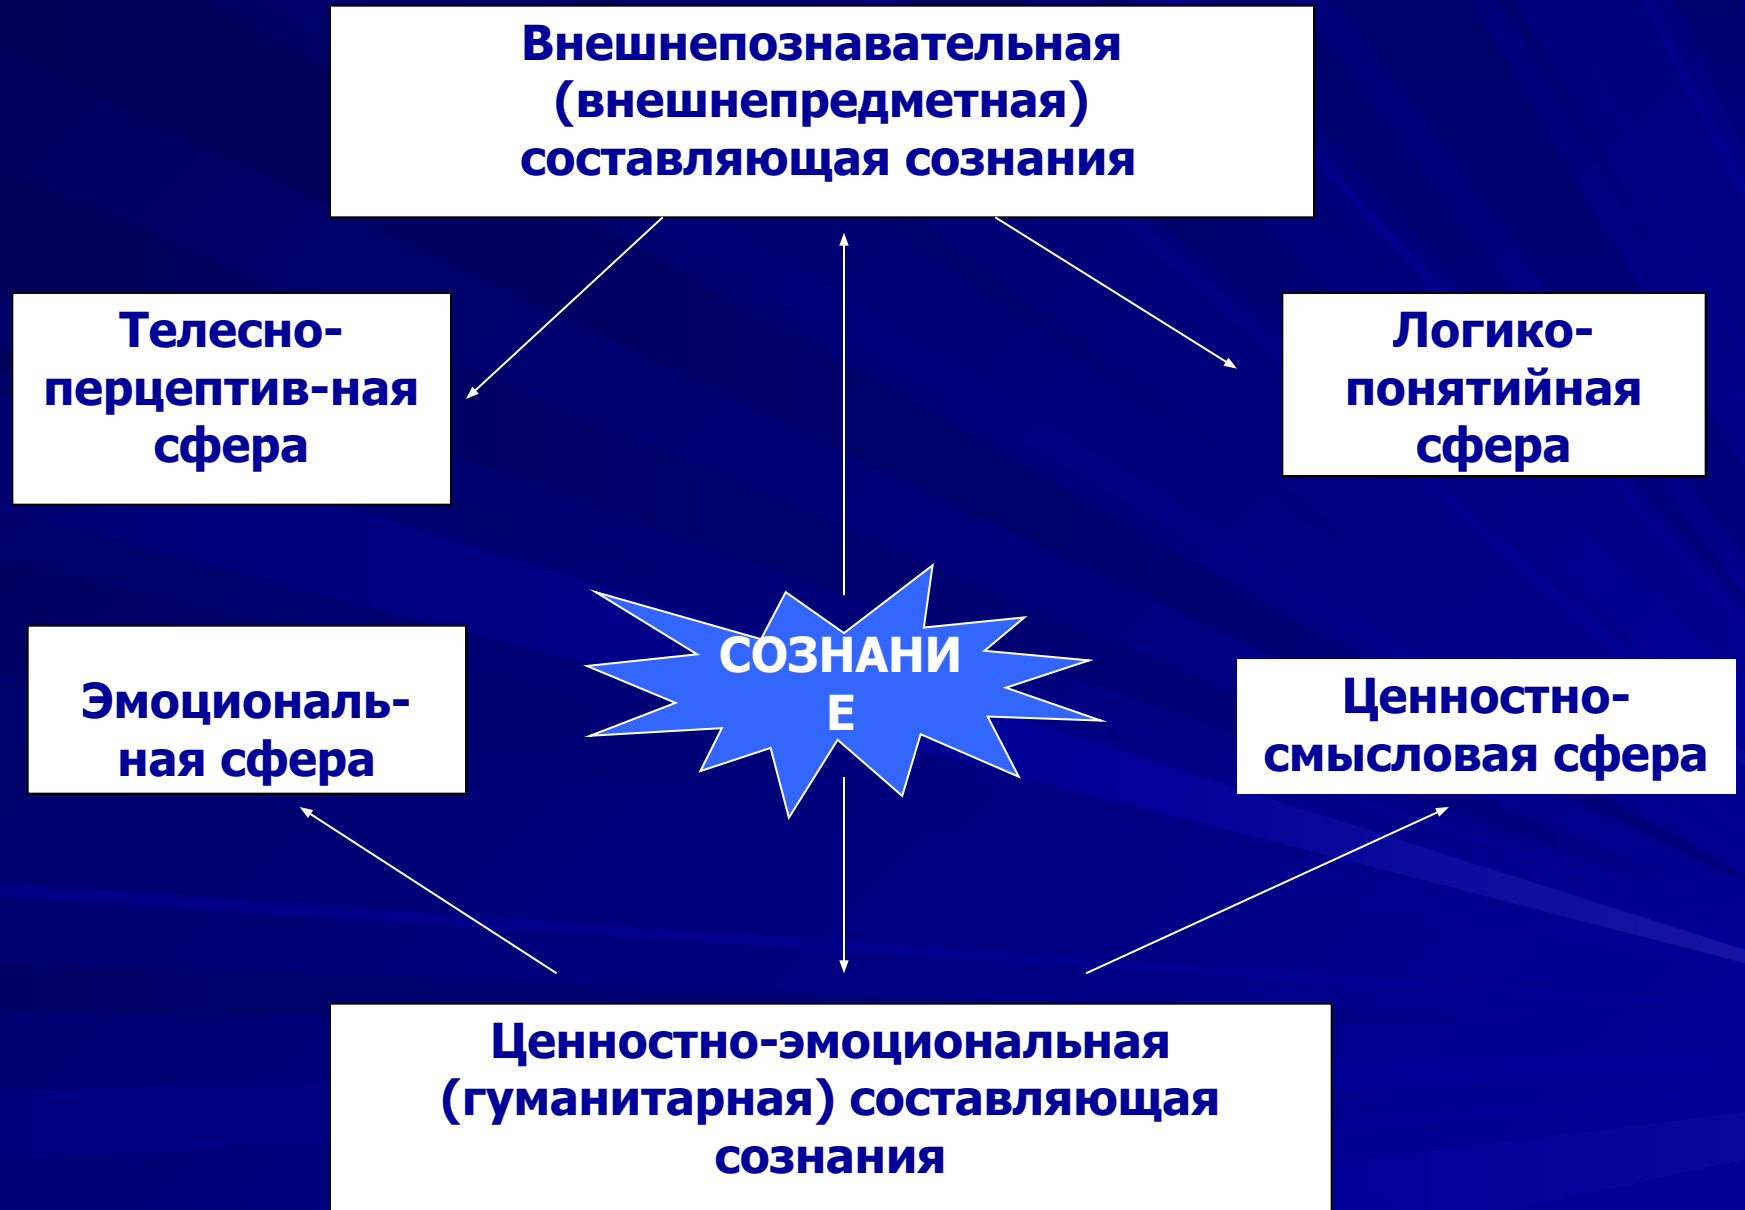 Внешнепознавательная
(внешнепредметная)
составляющая сознания
Телесно-
перцептив-ная
сфера
Логико-
понятийная
сфера
СОЗНАНИ
Е
Эмоциональ-
ная сфера
Ценностно-
смысловая сфера
Ценностно-эмоциональная
(гуманитарная) составляющая
сознания